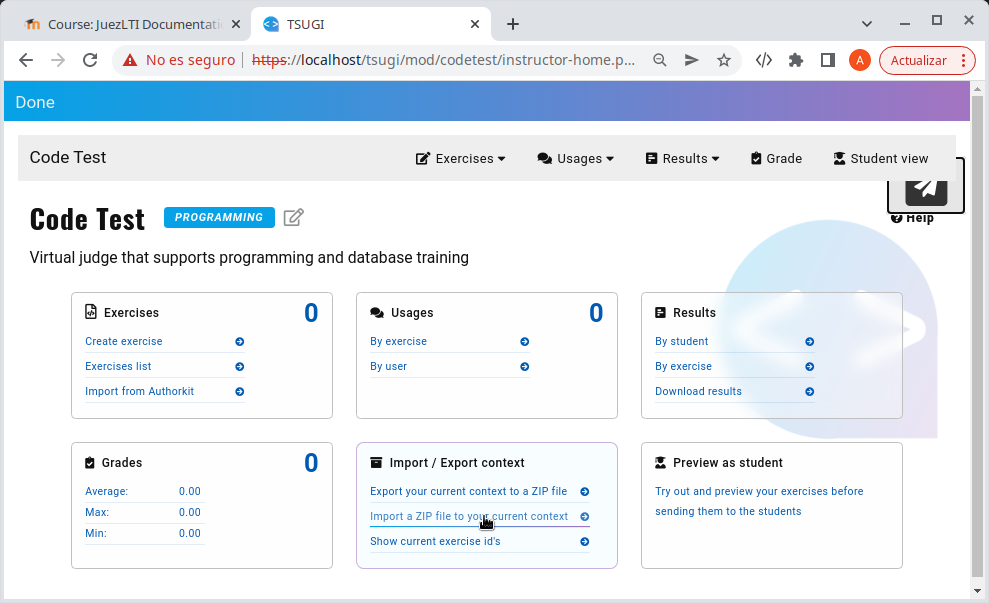 Course: JuezLTI Documentati
TSUGI
No es seguro
https://localhost/tsugi/mod/codetest/instructor-home.p...
A
Actualizar
Done
Code Test
Exercises
Usages
Results
Grade
Student view
Help
Code Test
PROGRAMMING
Virtual judge that supports programming and database training
Exercises 0
Create exercise
Exercises list
Import from Authorkit
Usages 0
By exercise
By user
Results
By student
By exercise
Download results
Grades 0
Average: 0.00
Max: 0.00
Min: 0.00
Import / Export context
Export your current context to a ZIP file
Import a ZIP file to your current context
Show current exercise id's
Preview as student
Try out and preview your exercises before
sending them to the students